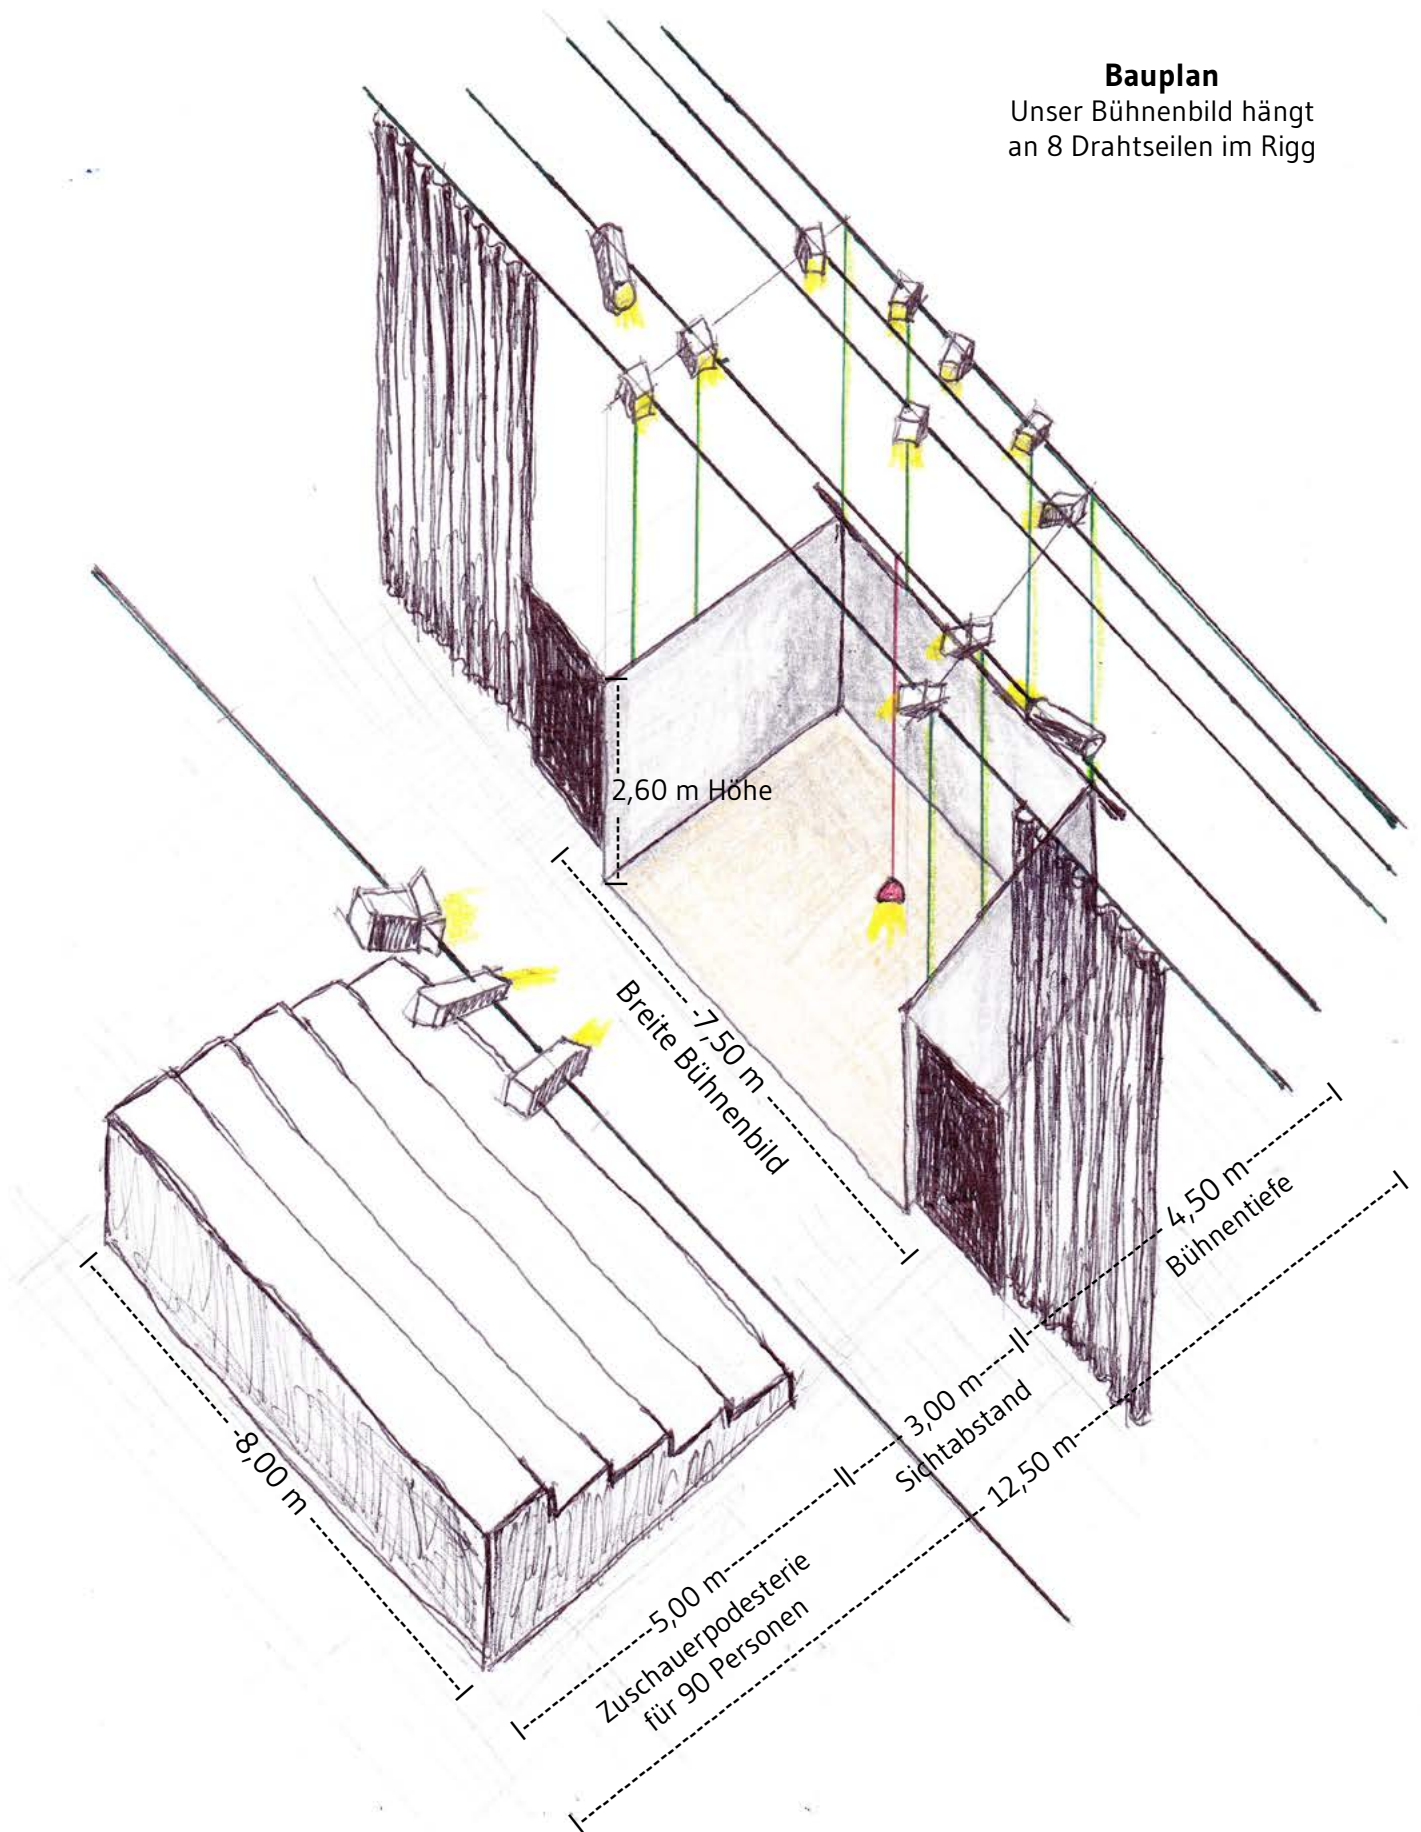 Bauplan
Unser Bühnenbild hängt
an 8 Drahtseilen im Rigg
2,60 m Höhe
7,50 m
Breite Bühnenbild
4,50 m
Bühnentiefe
3,00 m
Sichtabstand
12,50 m
8,00 m
5,00 m
Zuschauerpodesterie
für 90 Personen